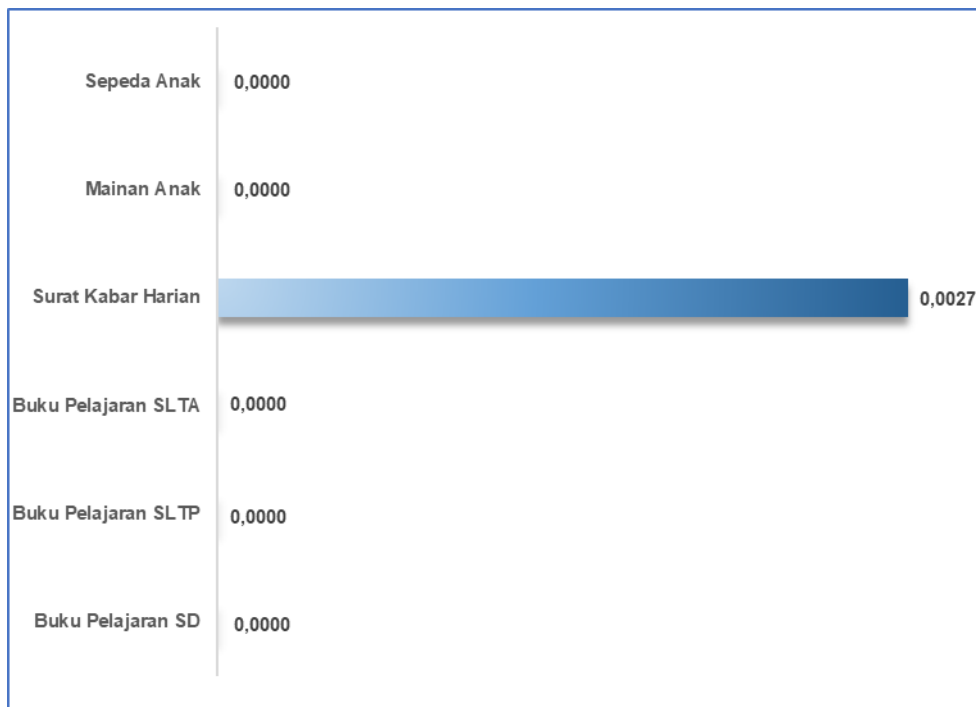 Sepeda Anak 0,0000
Mainan Anak 0,0000
Surat Kabar Harian 0,0027
Buku Pelajaran SLTA 0,0000
Buku Pelajaran SLTP 0,0000
Buku Pelajaran SD 0,0000